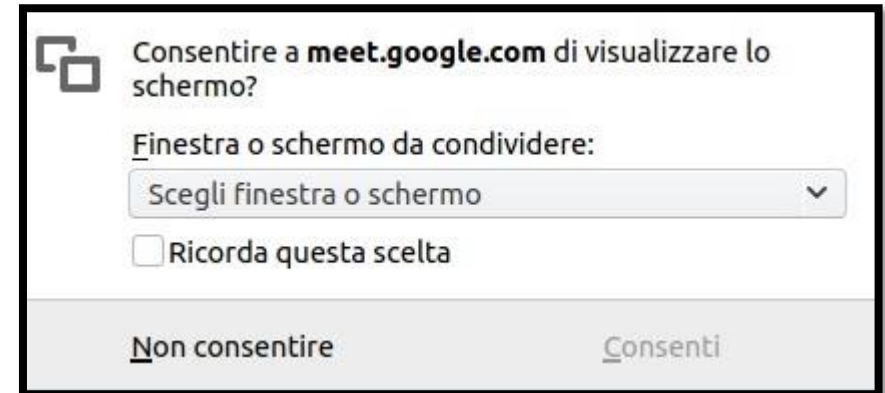 Consentire a meet.google.com di visualizzare lo
schermo?
Finestra o schermo da condividere:
Scegli finestra o schermo
Ricorda questa scelta
Non consentire
Consenti